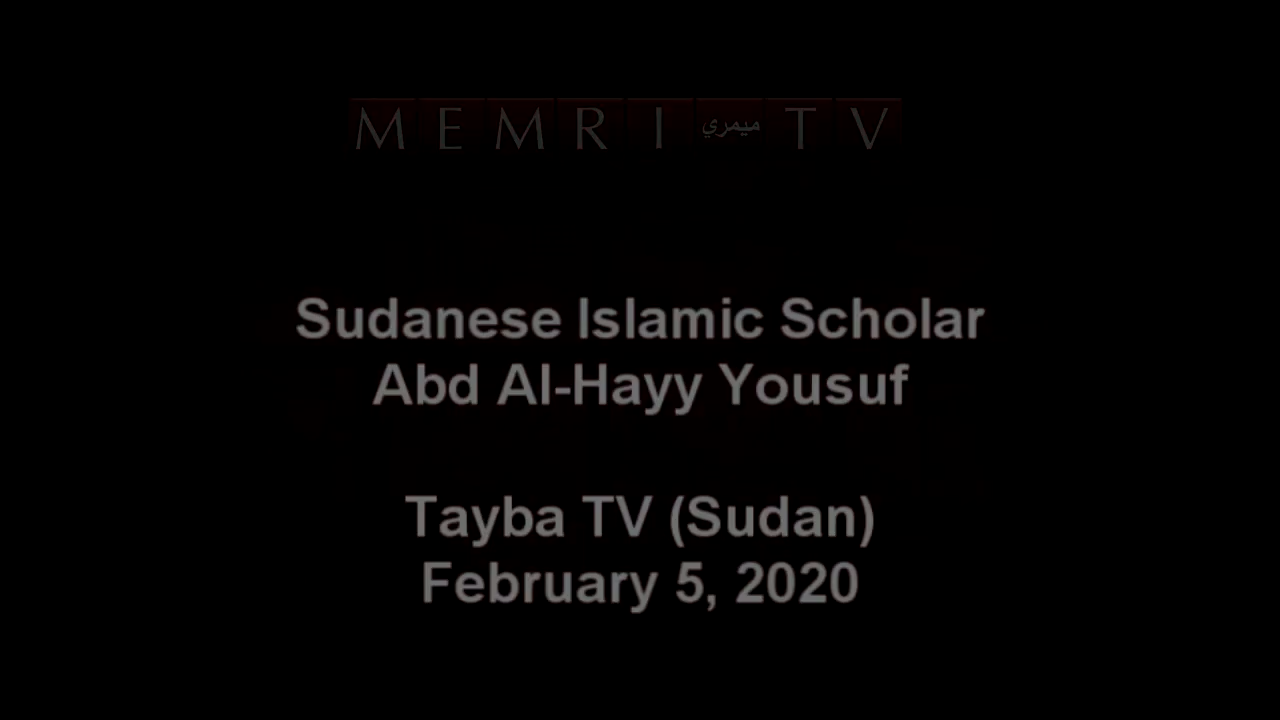 MEMRI ميمري TV
Sudanese Islamic Scholar
Abd Al-Hayy Yousuf
Tayba TV (Sudan)
February 5, 2020